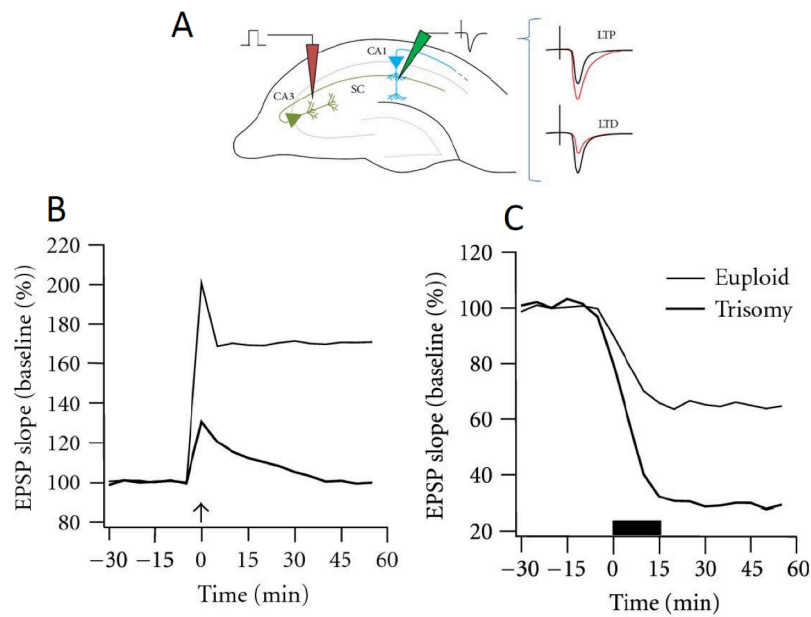 A
CA1
CA3
SC
LTP
LTD
B
EPSP slope (baseline (%))
220
200
180
160
140
120
100
80
−30
−15
0
15
30
45
60
Time (min)
C
EPSP slope (baseline (%))
120
100
80
60
40
20
Euploid
Trisomy
−30
−15
0
15
30
45
60
Time (min)